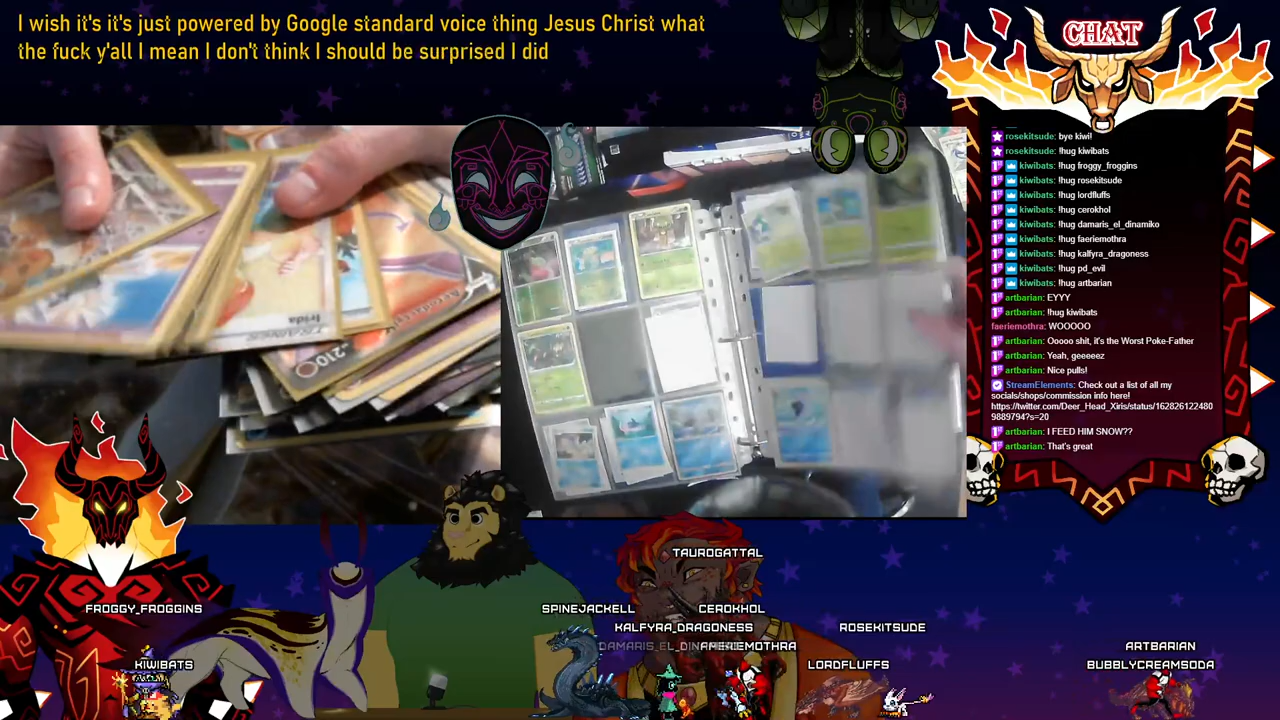 I wish it's it's just powered by Google standard voice thing Jesus Christ what
the fuck y'all I mean I don't think I should be surprised I did
CHAT
rosekitsude: bye kiwi!
rosekitsude: !hug kiwibats
kiwibats: !hug froggy_froggins
kiwibats: !hug rosekitsude
kiwibats: !hug lordfluffs
kiwibats: !hug cerokhol
kiwibats: !hug damaris_el_dinamiko
kiwibats: !hug faeriemothra
kiwibats: !hug kalfyra_dragoness
kiwibats: !hug pd_evil
kiwibats: !hug artbarian
artbarian: EYYY
artbarian: !hug kiwibats
faeriemothra: WOOOOO
artbarian: Ooooo shit, it's the Worst Poke-Father
artbarian: Yeah, geeeeez
artbarian: Nice pulls!
StreamElements: Check out a list of all my
socials/shops/commission info here!
https://twitter.com/Deer_Head_Xiris/status/162826122480
9889794?s=20
artbarian: I FEED HIM SNOW??
artbarian: That's great
Irida
210
TAUROGATTAL
FROGGY_FROGGINS
SPINEJACKELL
CEROKHOL
KALFYRA_DRAGONESS
ROSEKITSUDE
ARTBARIAN
KIWIBATS
LORDFLUFFS
BUBBLYCREAMSODA